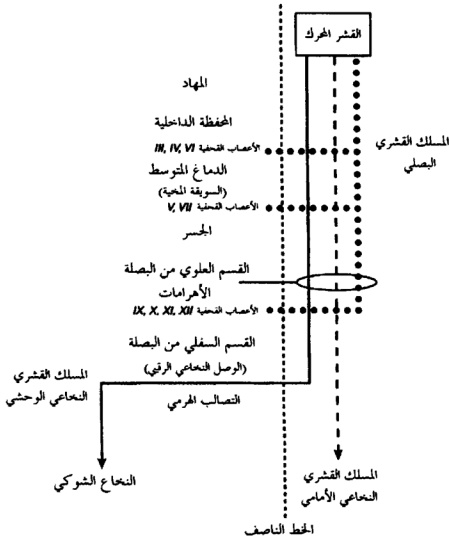 القشر المحرك
المهاد
المحفظة الداخلية
المسلك القشري
البصلي
الأعصاب القحفية III, IV, VI
الدماغ المتوسط
(السويقة المخية)
الأعصاب القحفية V, VII
الجسر
القسم العلوي من البصلة
الأهرامات
الأعصاب القحفية IX, X, XI, XII
القسم السفلي من البصلة
(الوصل النخاعي الرقبي)
المسلك القشري
النخاعي الوحشي
التصالب الهرمي
النخاع الشوكي
المسلك القشري
النخاعي الأمامي
الخط الناصف